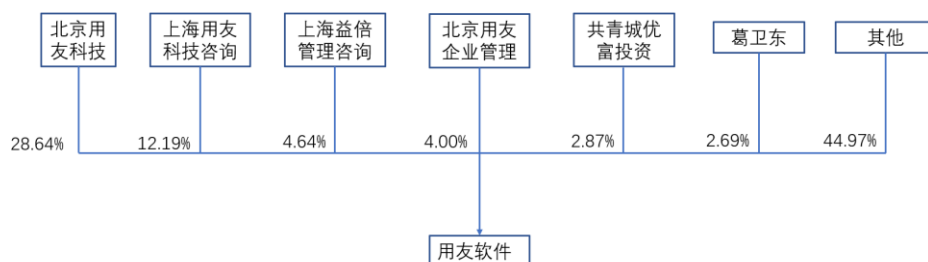 北京用
友科技
上海用友
科技咨询
上海益倍
管理咨询
北京用友
企业管理
共青城优
富投资
葛卫东
其他
28.64%
12.19%
4.64%
4.00%
2.87%
2.69%
44.97%
用友软件